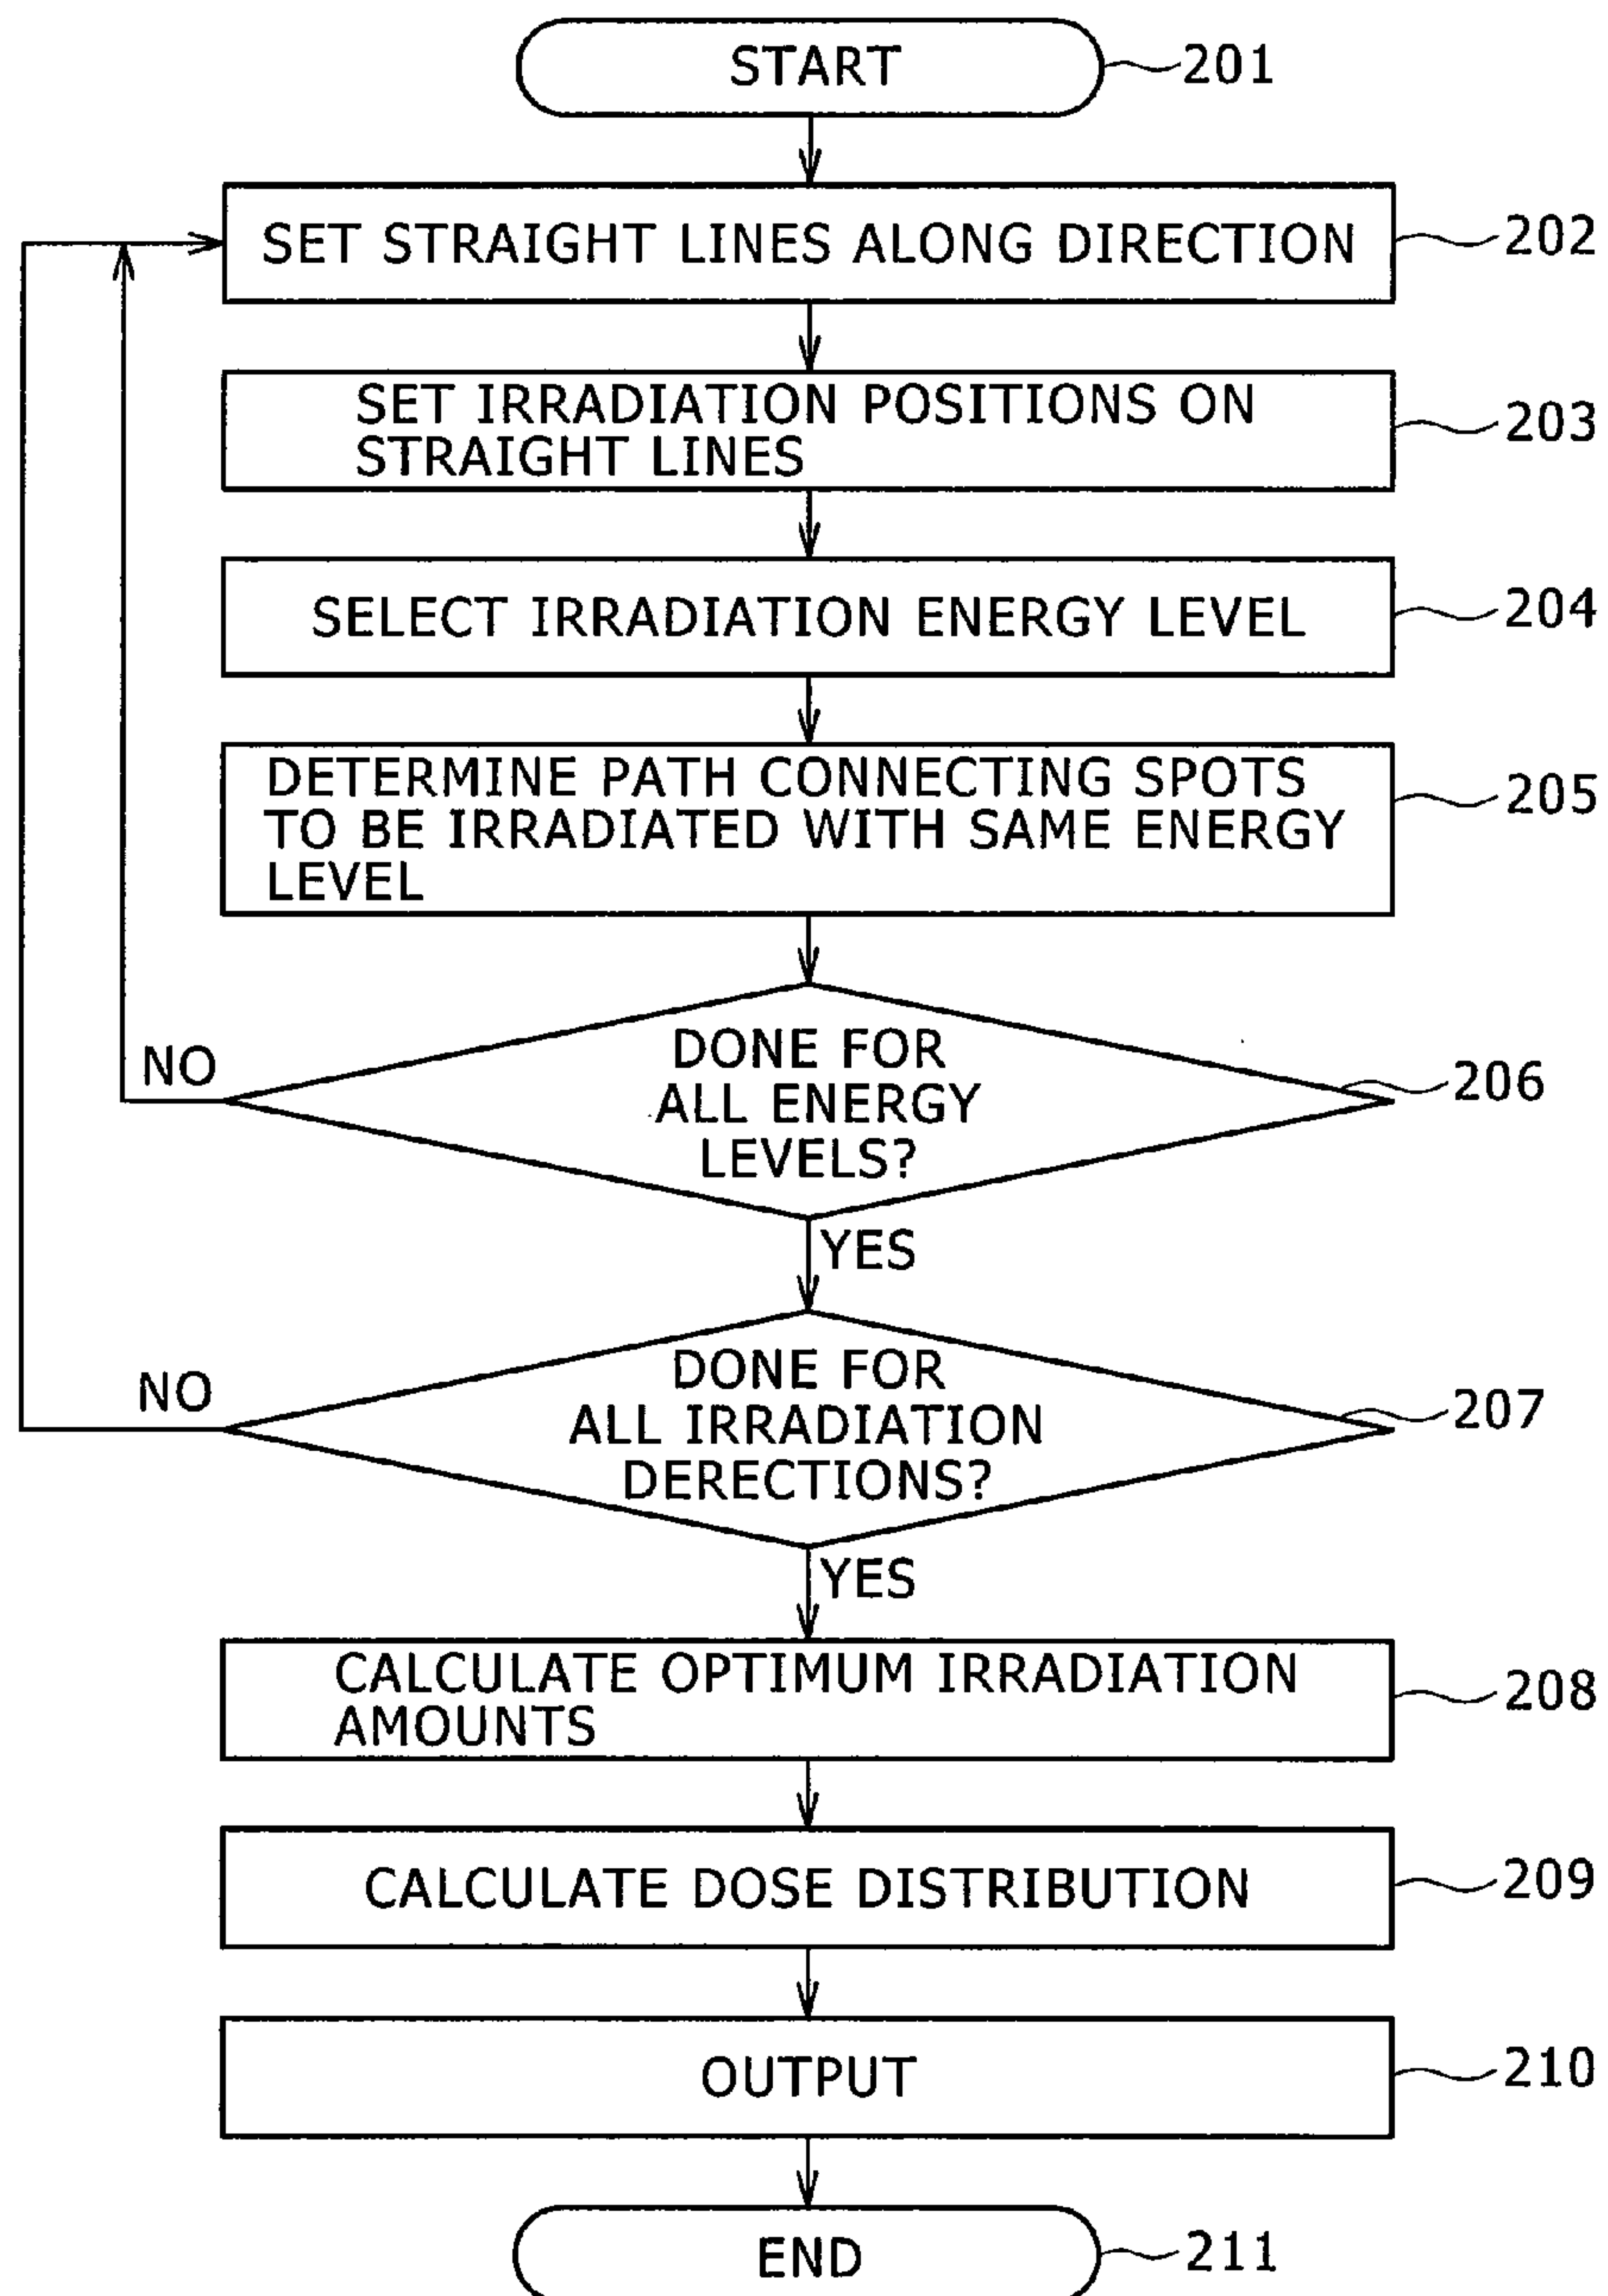 START
201
SET STRAIGHT LINES ALONG DIRECTION
202
SET IRRADIATION POSITIONS ON
STRAIGHT LINES
203
SELECT IRRADIATION ENERGY LEVEL
204
DETERMINE PATH CONNECTING SPOTS
TO BE IRRADIATED WITH SAME ENERGY
LEVEL
205
DONE FOR
ALL ENERGY
LEVELS?
206
NO
YES
DONE FOR
ALL IRRADIATION
DERECTIONS?
207
NO
YES
CALCULATE OPTIMUM IRRADIATION
AMOUNTS
208
CALCULATE DOSE DISTRIBUTION
209
OUTPUT
210
END
211